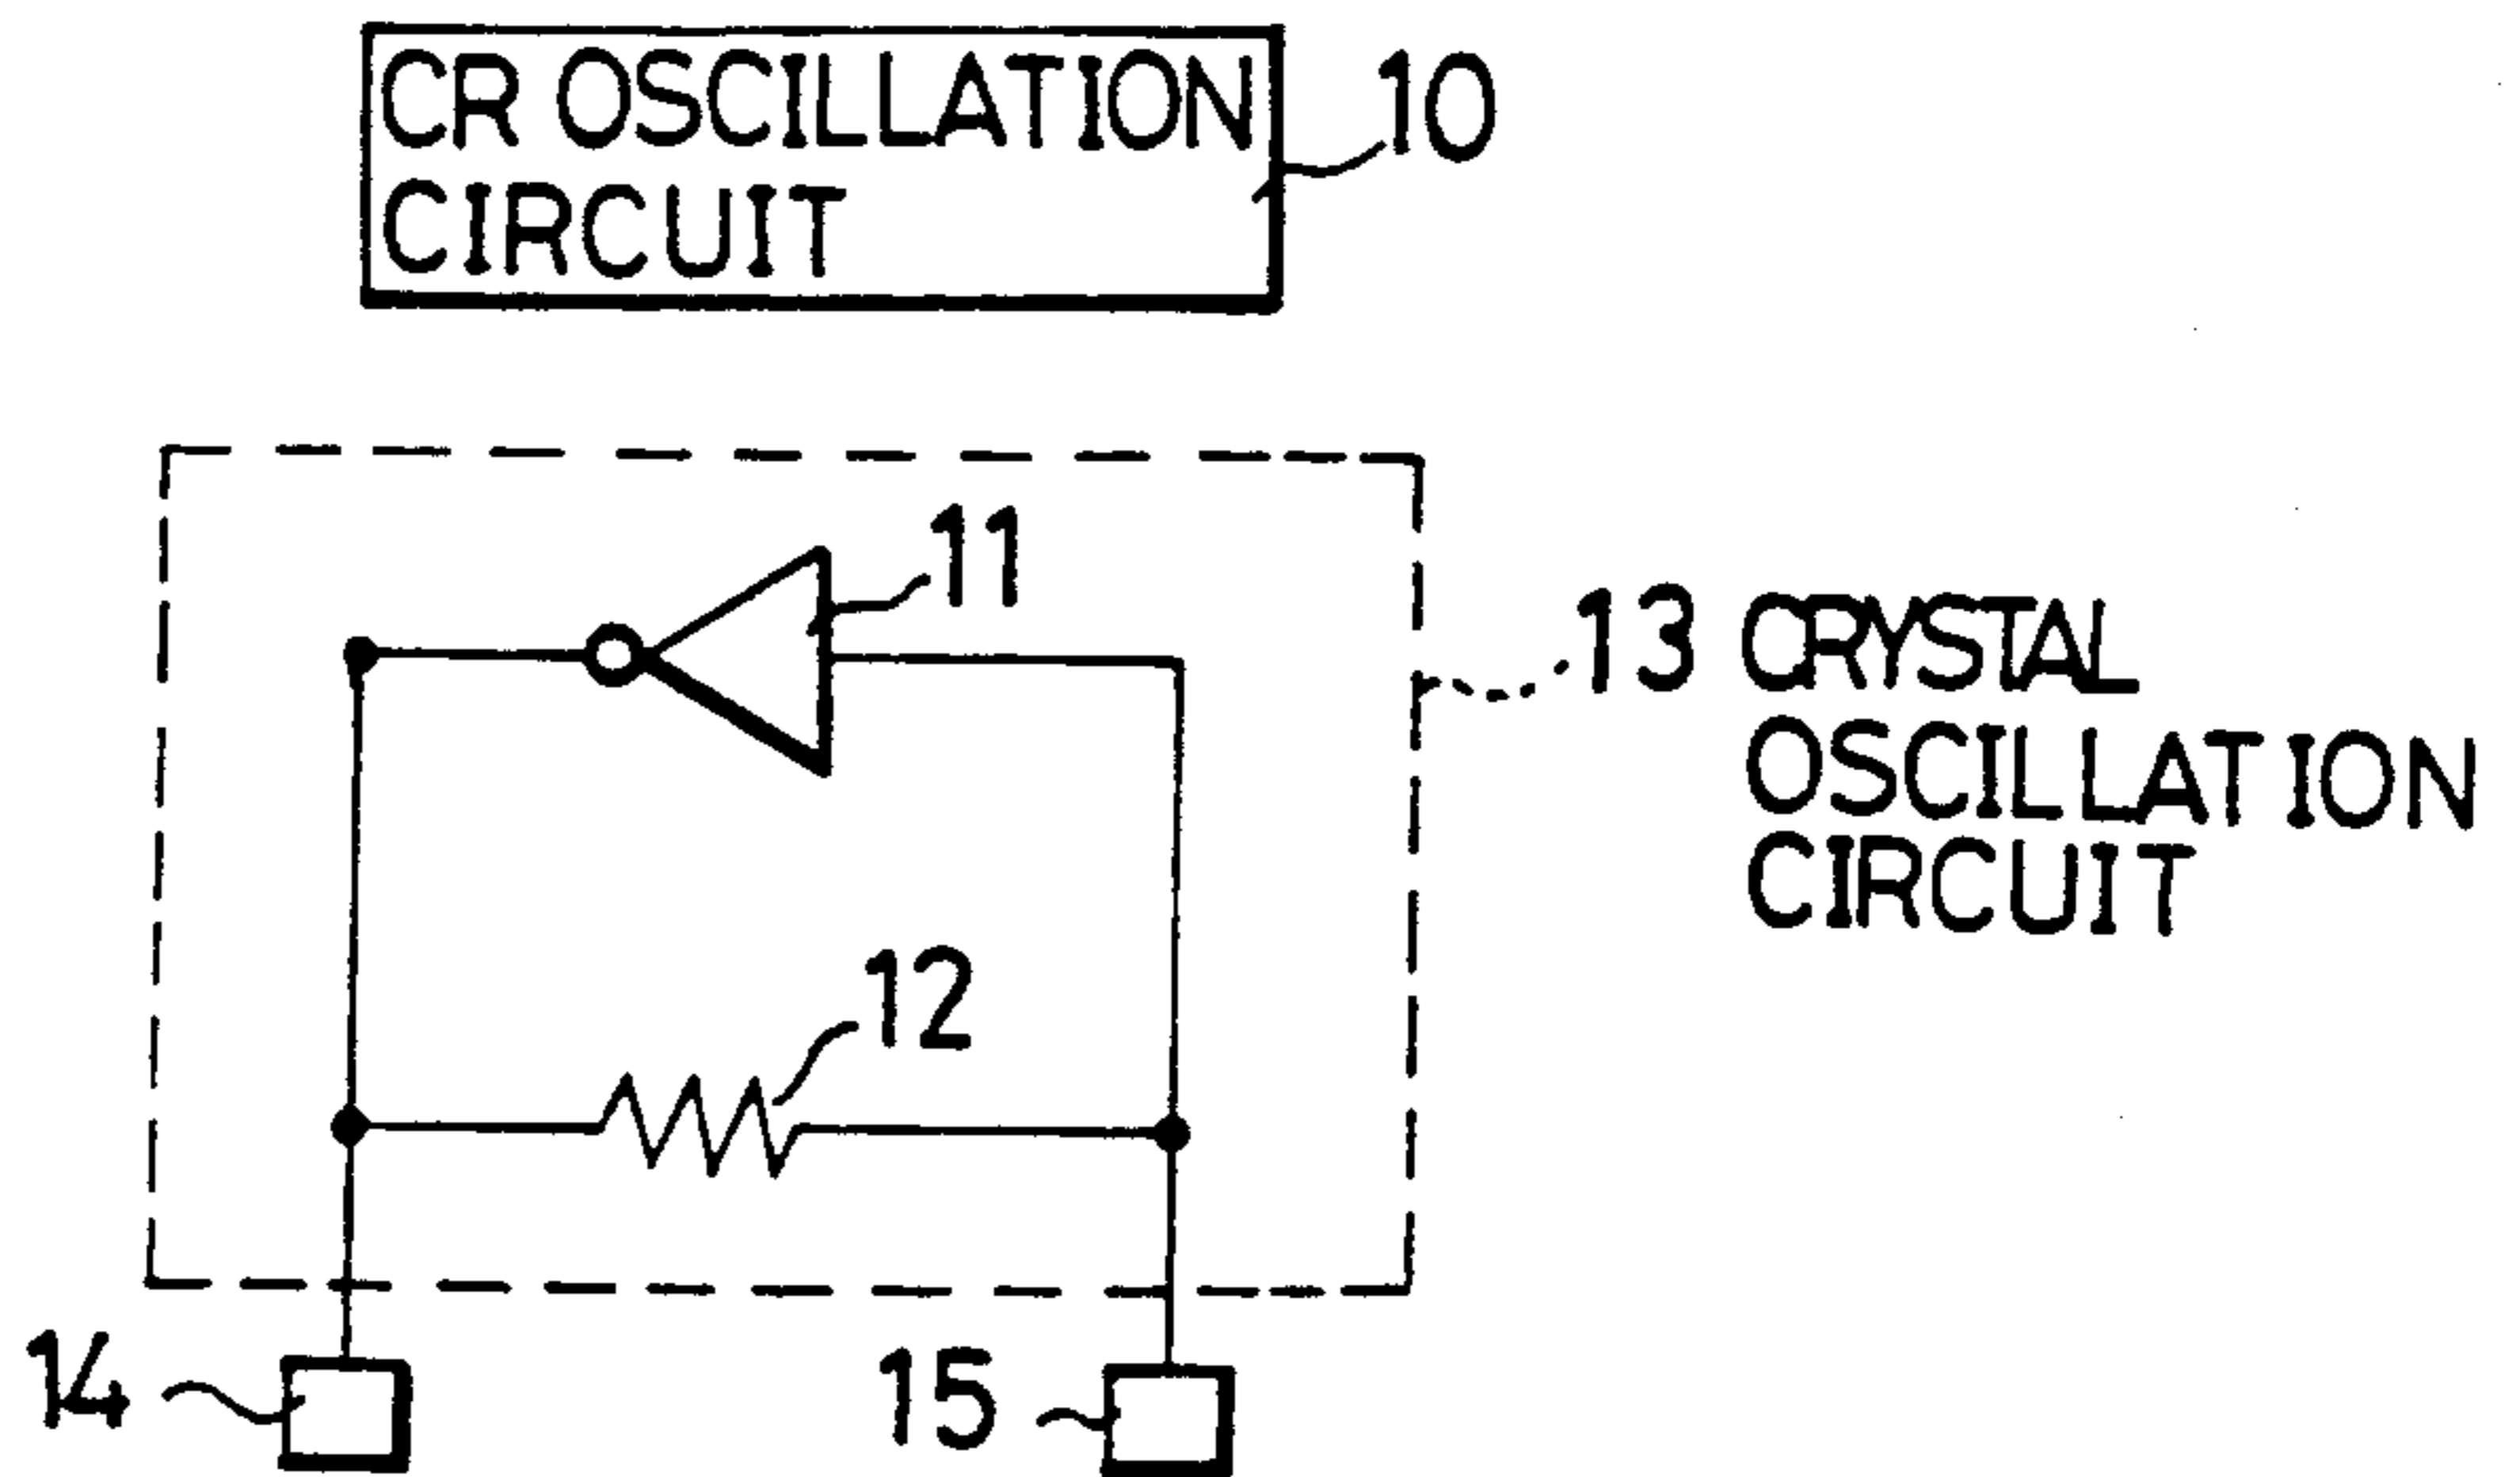 CR OSCILLATION
CIRCUIT
10
11
13 CRYSTAL
OSCILLATION
CIRCUIT
12
14
15